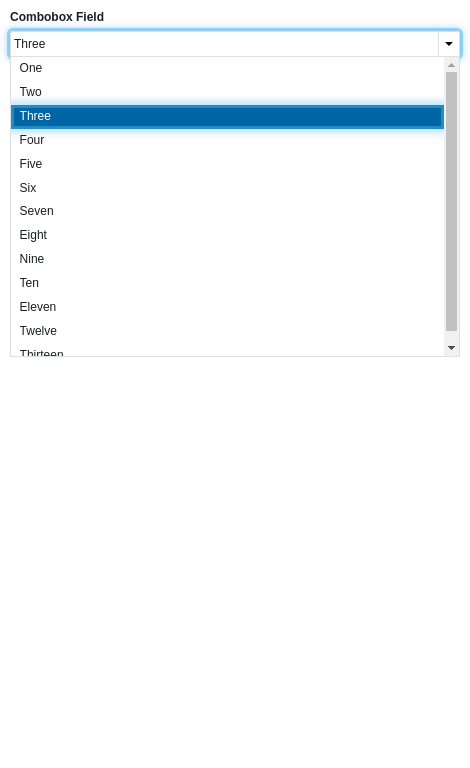 Combobox Field
Three
One
Two
Three
Four
Five
Six
Seven
Eight
Nine
Ten
Eleven
Twelve
Thirteen